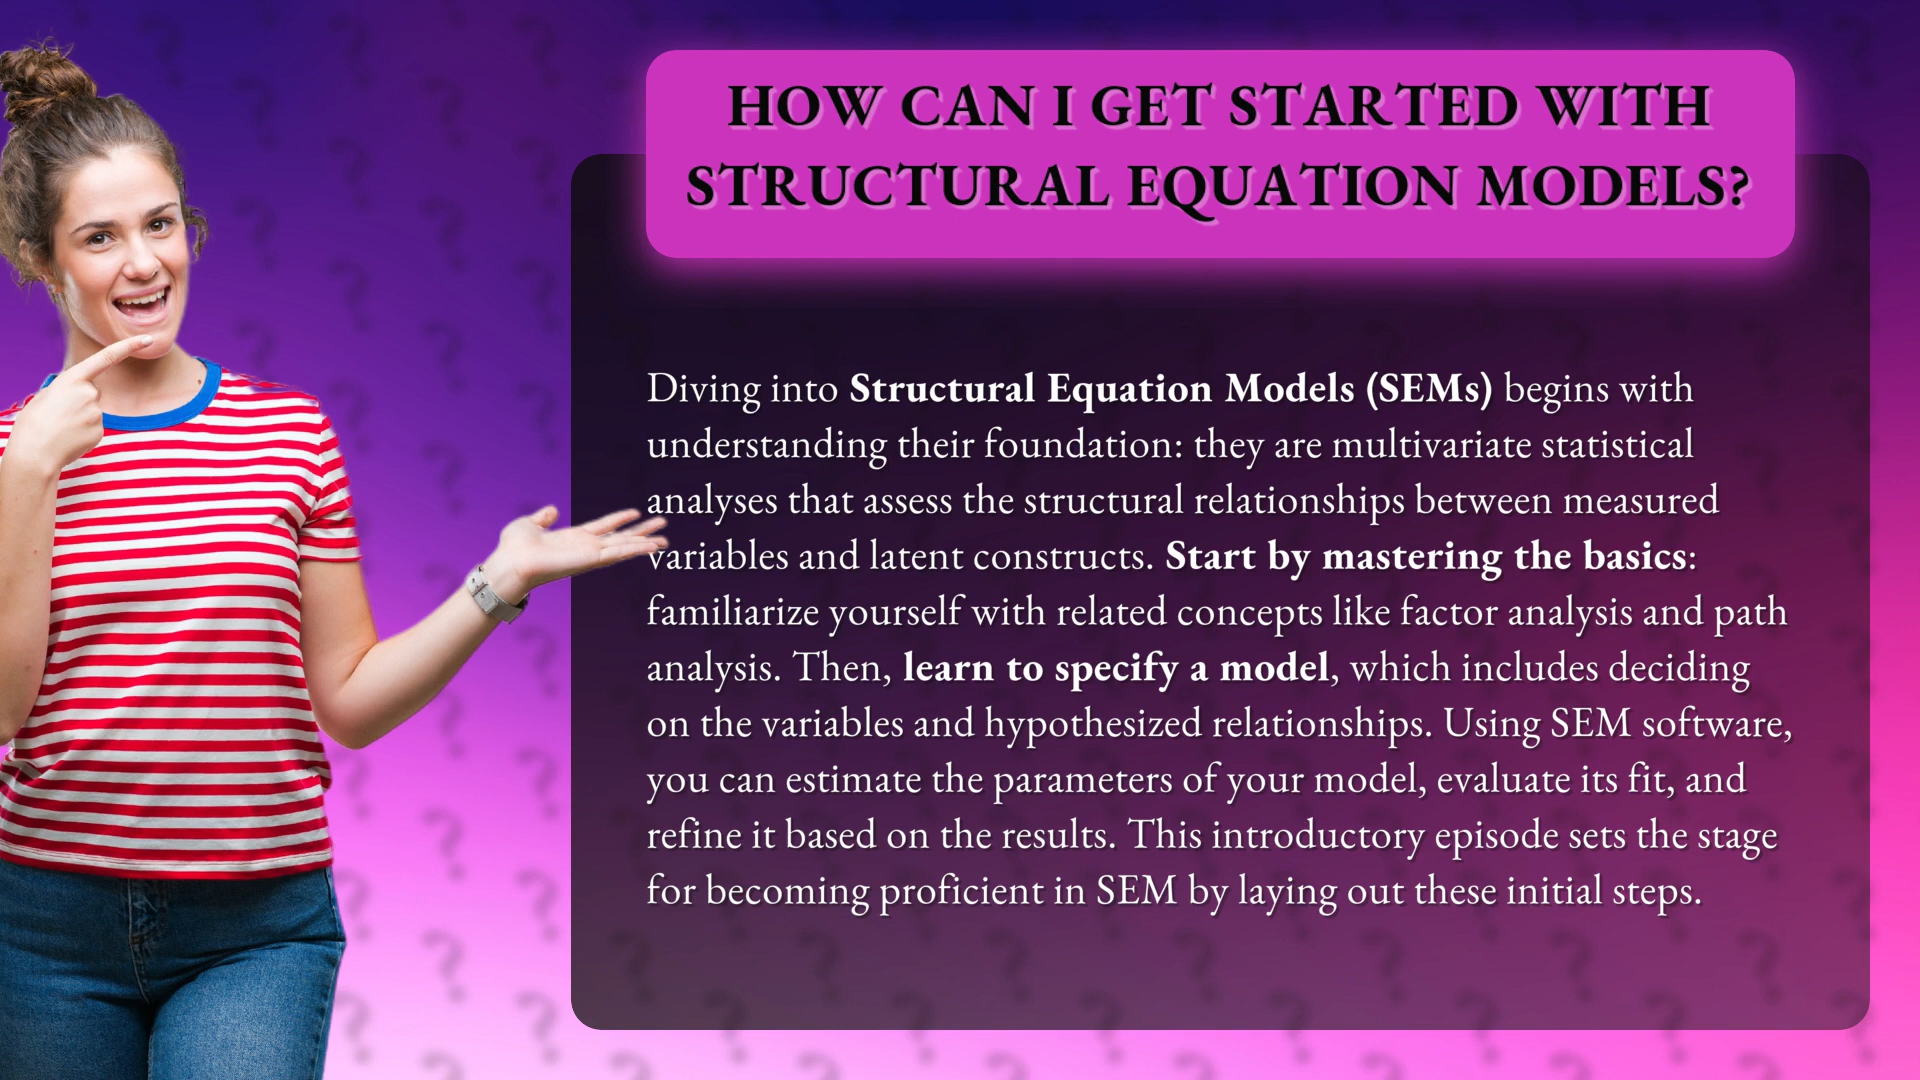 HOW CAN I GET STARTED WITH
STRUCTURAL EQUATION MODELS?
Diving into Structural Equation Models (SEMs) begins with
understanding their foundation: they are multivariate statistical
analyses that assess the structural relationships between measured
variables and latent constructs. Start by mastering the basics:
familiarize yourself with related concepts like factor analysis and path
analysis. Then, learn to specify a model, which includes deciding
on the variables and hypothesized relationships. Using SEM software,
you can estimate the parameters of your model, evaluate its fit, and
refine it based on the results. This introductory episode sets the stage
for becoming proficient in SEM by laying out these initial steps.